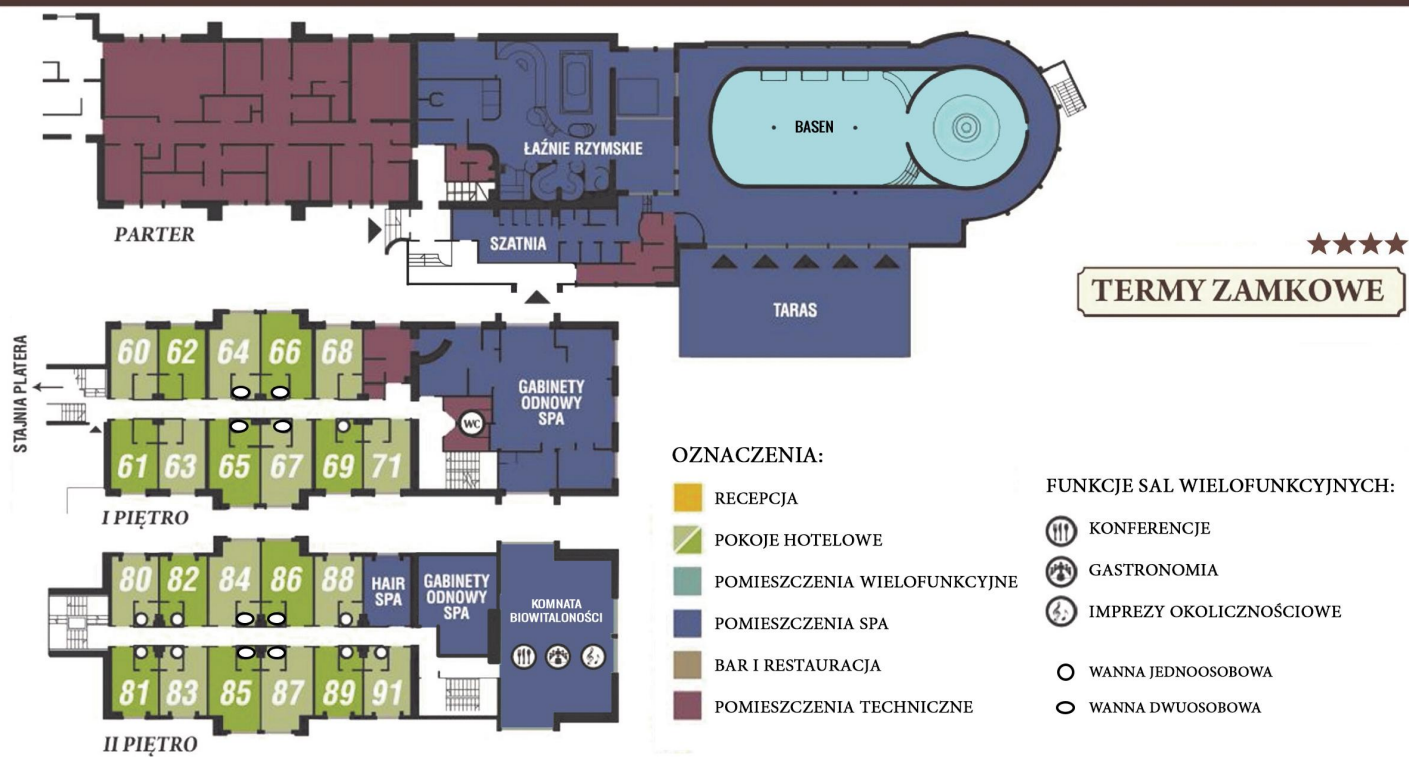 BASEN
ŁAŹNIE RZYMSKIE
SZATNIA
PARTER
TARAS
TERMY ZAMKOWE
STAJNIA PLATERA
60 62 64 66 68
GABINETY
ODNOWY
SPA
WC
61 63 65 67 69 71
I PIĘTRO
80 82 84 86 88
HAIR
SPA
GABINETY
ODNOWY
SPA
KOMNATA
BIOWITALONOŚCI
81 83 85 87 89 91
II PIĘTRO
OZNACZENIA:
RECEPCJA
POKOJE HOTELOWE
POMIESZCZENIA WIELOFUNKCYJNE
POMIESZCZENIA SPA
BAR I RESTAURACJA
POMIESZCZENIA TECHNICZNE
FUNKCJE SAL WIELOFUNKCYJNYCH:
KONFERENCJE
GASTRONOMIA
IMPREZY OKOLICZNOŚCIOWE
WANNA JEDNOOSOBOWA
WANNA DWUOSOBOWA